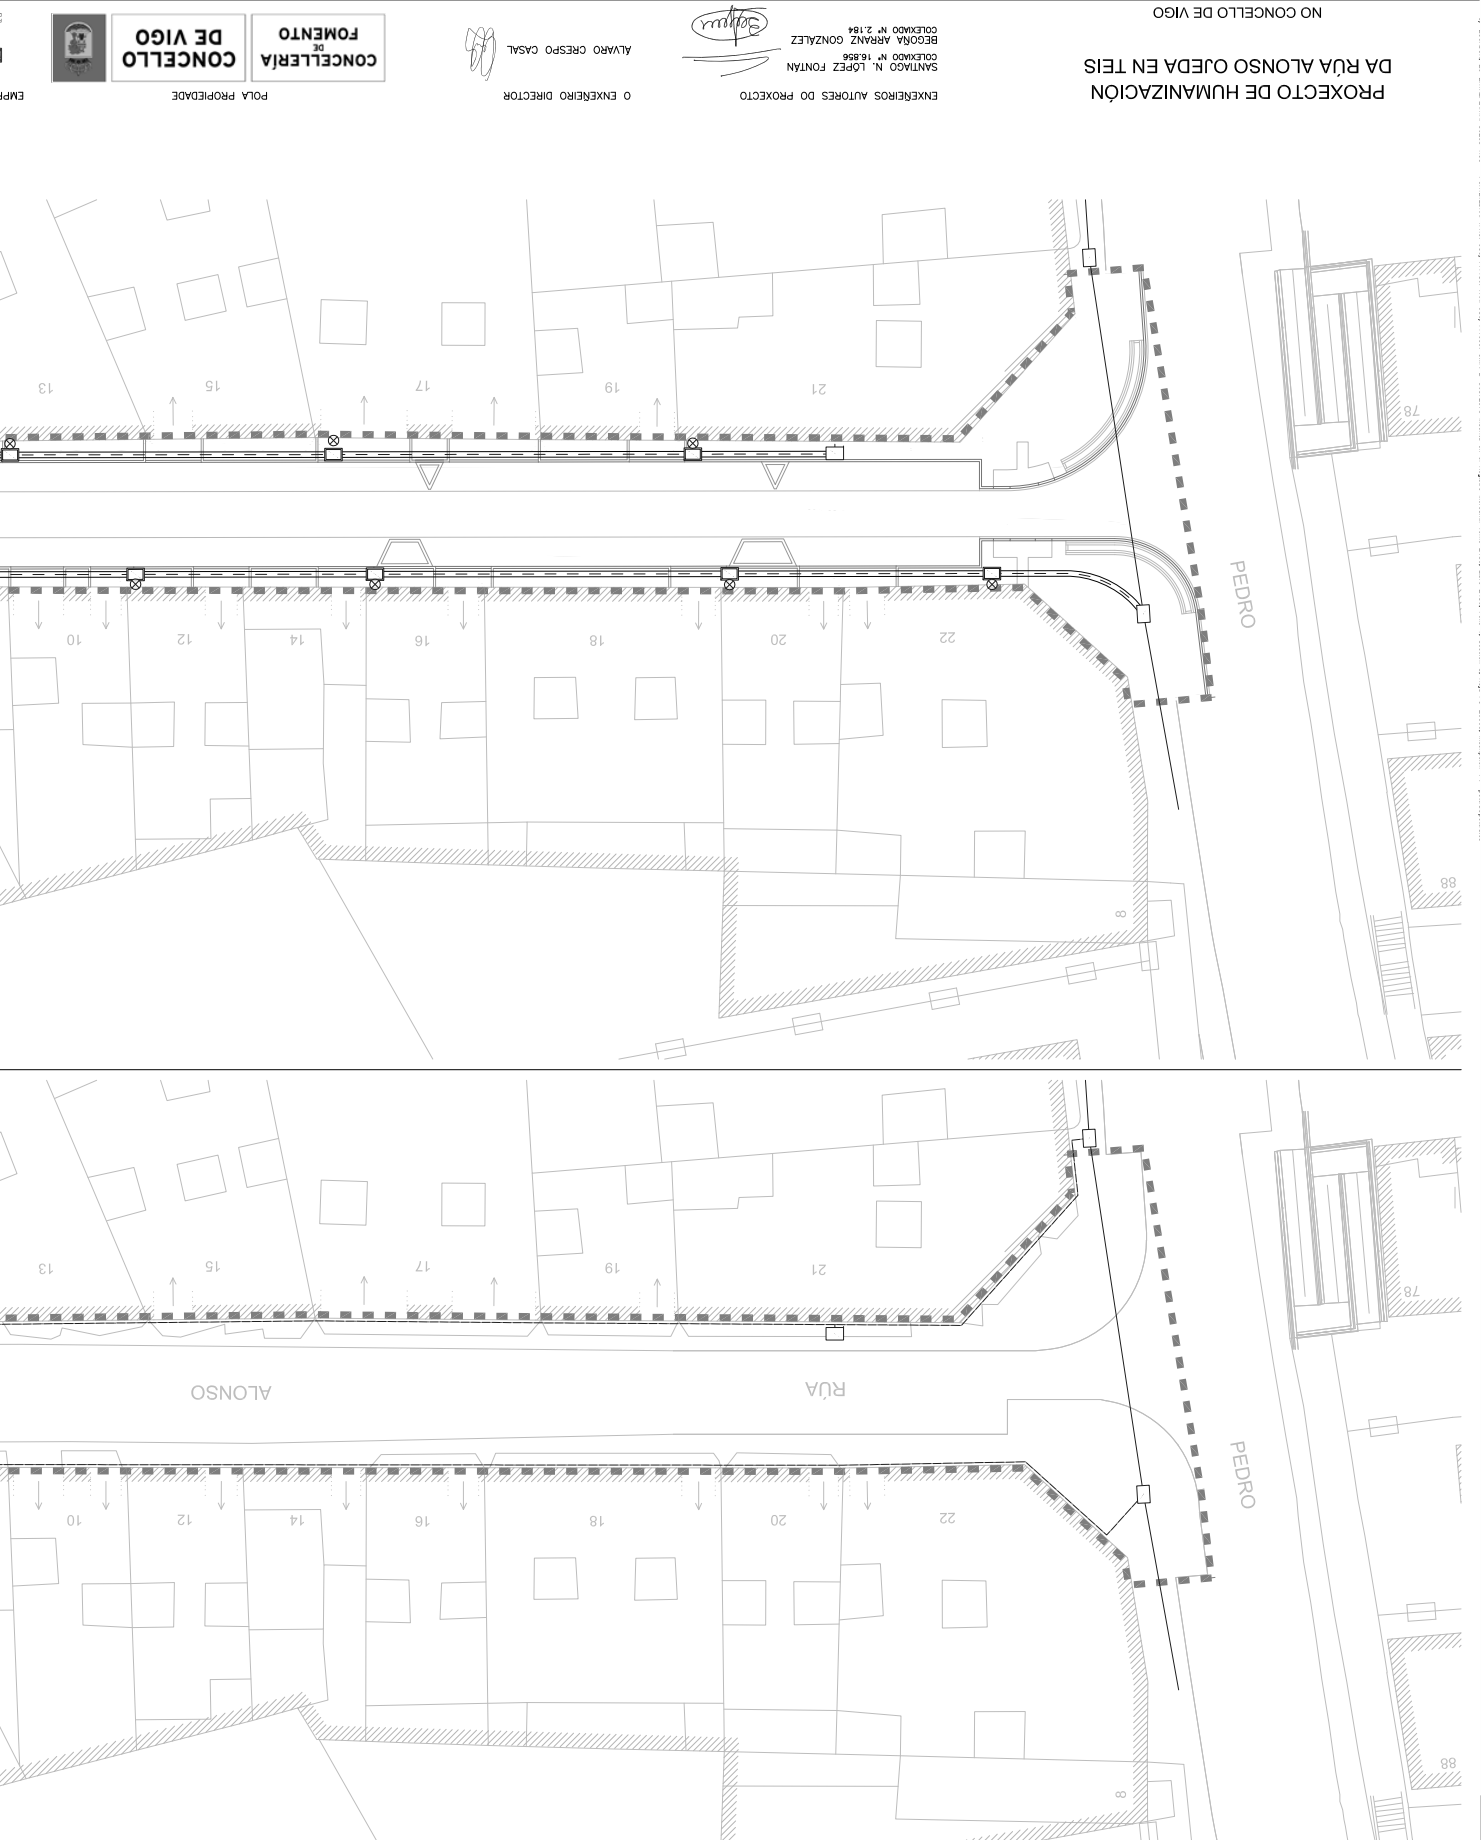 88
8
22 20 18 16 14 12 10
PEDRO
RÚA ALONSO
78
21 19 17 15 13
88
8
22 20 18 16 14 12 10
PEDRO
78
21 19 17 15 13
PROXECTO DE HUMANIZACIÓN
DA RÚA ALONSO OJEDA EN TEIS
NO CONCELLO DE VIGO
ENXEÑEIROS AUTORES DO PROXECTO
SANTIAGO N. LÓPEZ FONTÁN
COLEXIADO Nº 16.856
BEGOÑA ARRANZ GONZÁLEZ
COLEXIADO Nº 2.184
O ENXEÑEIRO DIRECTOR
ÁLVARO CRESPO CASAL
POLA PROPIEDADE
CONCELLERÍA
DE
FOMENTO
CONCELLO
DE VIGO